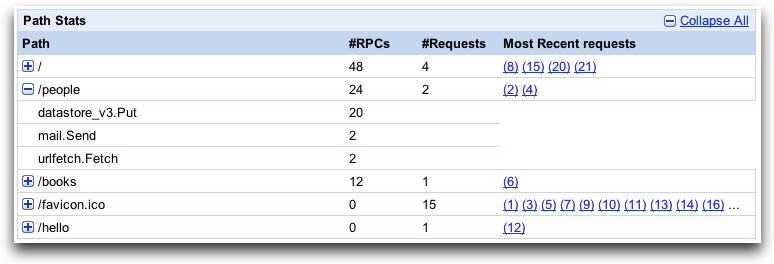 Path Stats Collapse All
Path #RPCs #Requests Most Recent requests
/ 48 4 (8) (15) (20) (21)
/people 24 2 (2) (4)
datastore_v3.Put 20
mail.Send 2
urlfetch.Fetch 2
/books 12 1 (6)
/favicon.ico 0 15 (1) (3) (5) (7) (9) (10) (11) (13) (14) (16) ...
/hello 0 1 (12)